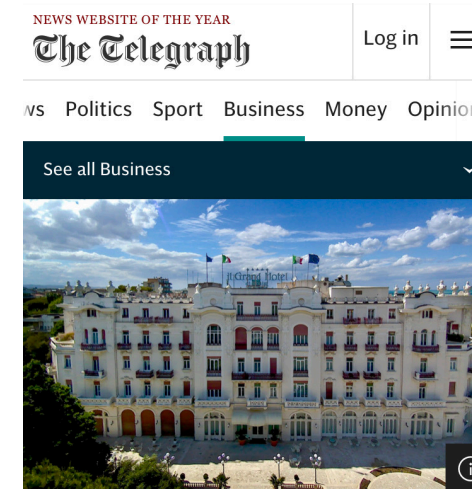 NEWS WEBSITE OF THE YEAR
The Telegraph
Log in
ws Politics Sport Business Money Opinio
See all Business
il Grand Hotel